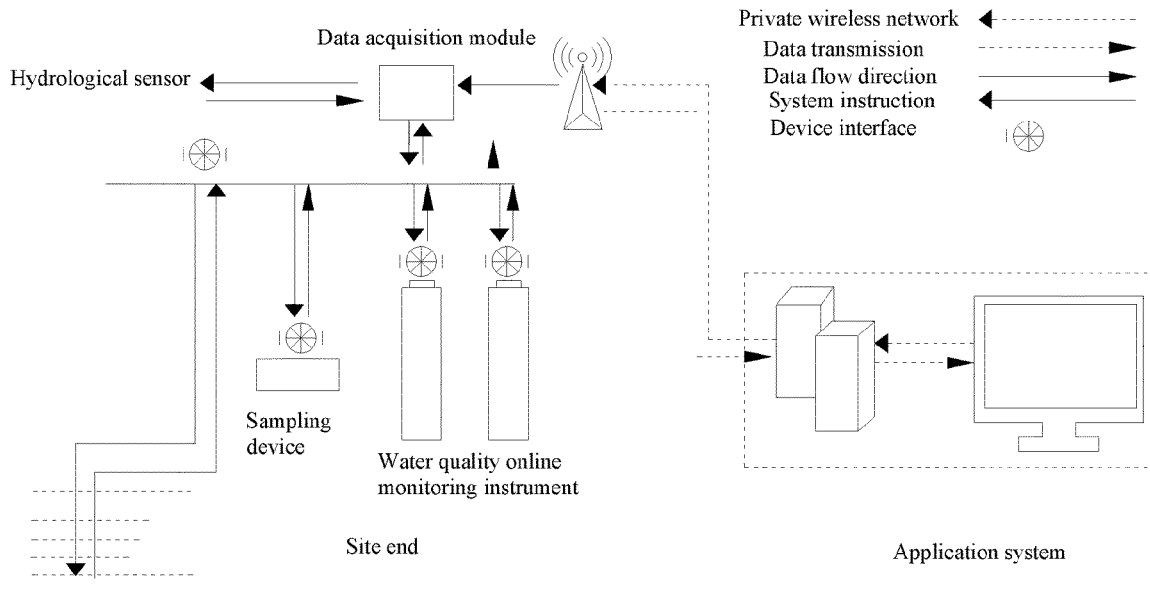 Private wireless network
Data acquisition module
Data transmission
Hydrological sensor
Data flow direction
System instruction
Device interface
Sampling
device
Water quality online
monitoring instrument
Site end
Application system